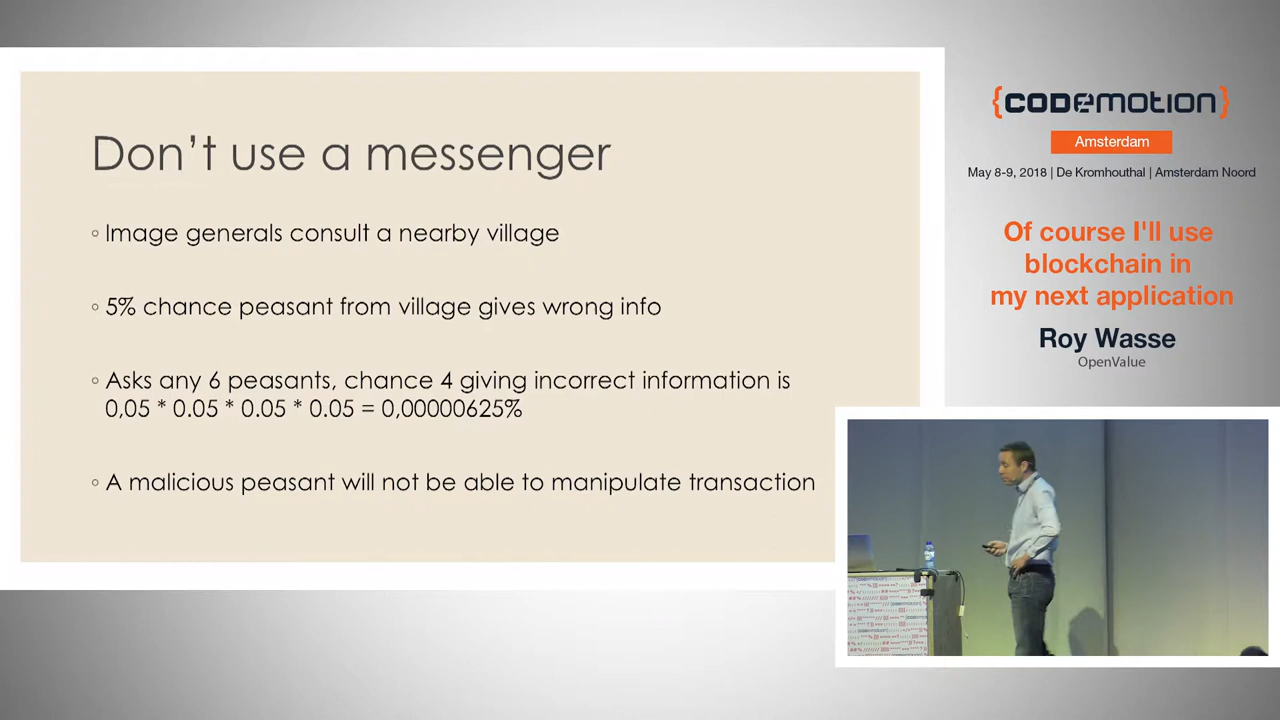 Don't use a messenger
◦ Image generals consult a nearby village
◦ 5% chance peasant from village gives wrong info
◦ Asks any 6 peasants, chance 4 giving incorrect information is
0,05 * 0.05 * 0.05 * 0.05 = 0,00000625%
◦ A malicious peasant will not be able to manipulate transaction
{CODEMOTION}
Amsterdam
May 8-9, 2018 | De Kromhouthal | Amsterdam Noord
Of course I'll use
blockchain in
my next application
Roy Wasse
OpenValue